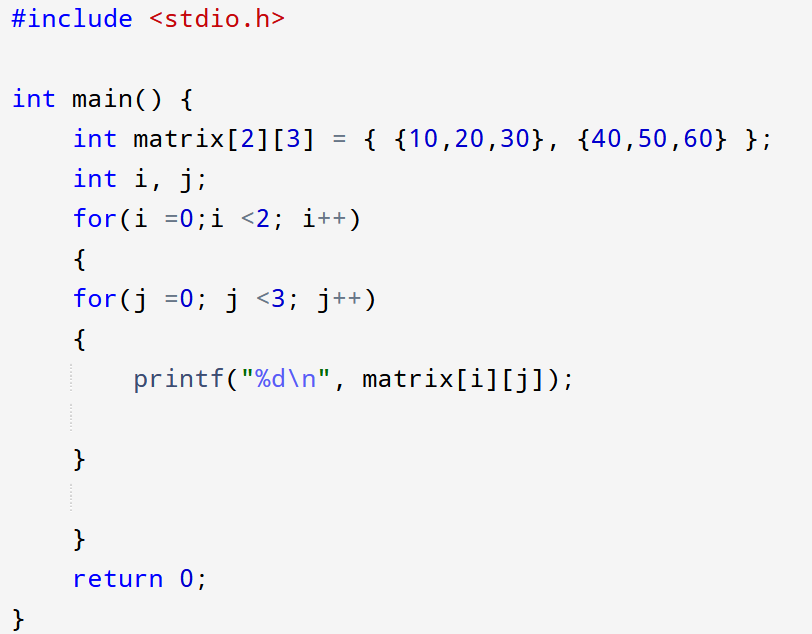 #include <stdio.h>

int main() {
    int matrix[2][3] = { {10,20,30}, {40,50,60} };
    int i, j;
    for(i =0;i <2; i++)
    {
    for(j =0; j <3; j++)
    {
        printf("%d\n", matrix[i][j]);

    }

    }
    return 0;
}